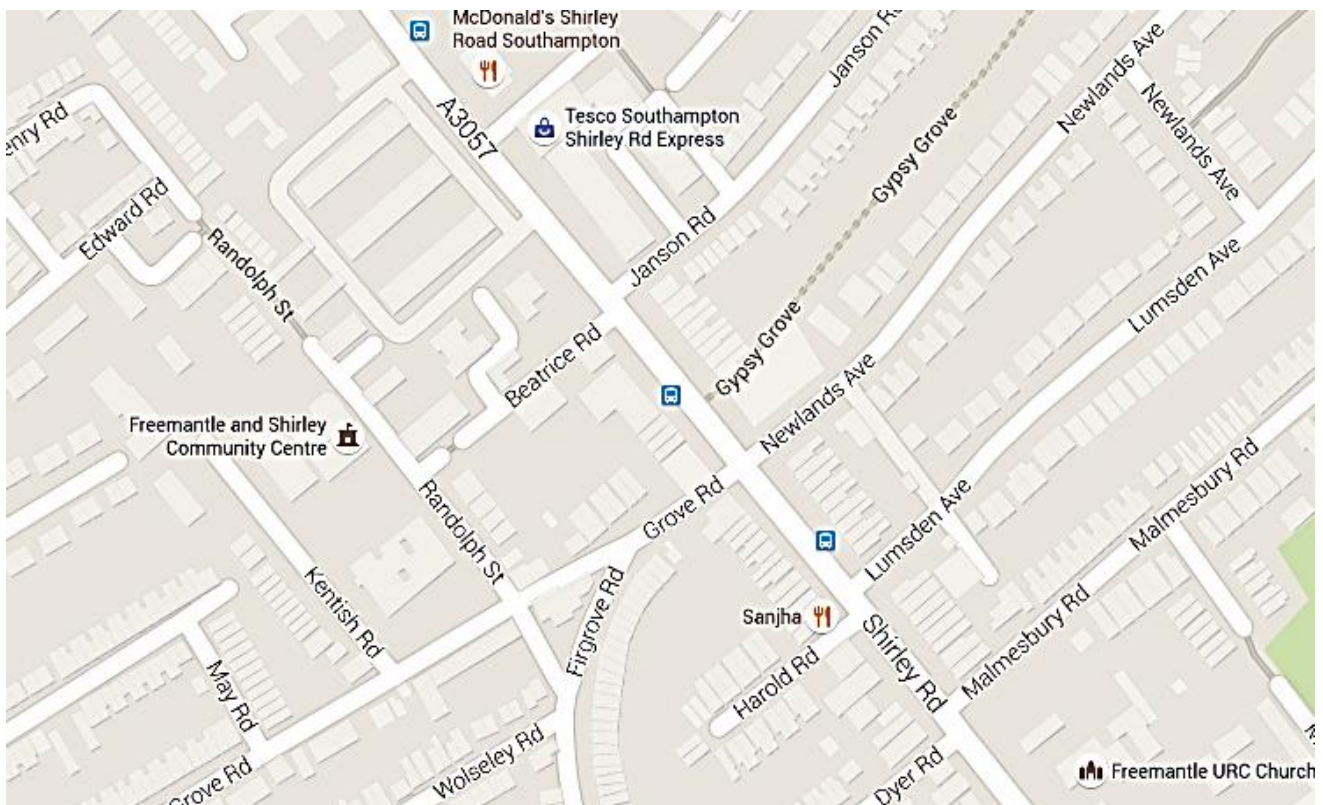 McDonald's Shirley
Road Southampton
A3057
Tesco Southampton
Shirley Rd Express
Janson Rd
Newlands Ave
Newlands Ave
Gypsy Grove
enry Rd
Edward Rd
Randolph St
Janson Rd
Lumsden Ave
Gypsy Grove
Beatrice Rd
Newlands Ave
Freemantle and Shirley
Community Centre
Randolph St
Grove Rd
Lumsden Ave
Malmesbury Rd
Kentish Rd
Firgrove Rd
Sanjha
Shirley Rd
Malmesbury Rd
May Rd
Harold Rd
Wolseley Rd
Grove Rd
Dyer Rd
Freemantle URC Church